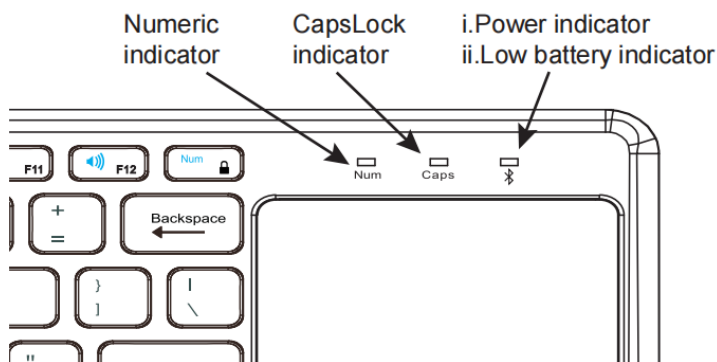 Numeric
indicator
CapsLock
indicator
i.Power indicator
ii.Low battery indicator
F11
F12
Num
Num
Caps
+
=
Backspace
}
]
|
\
"